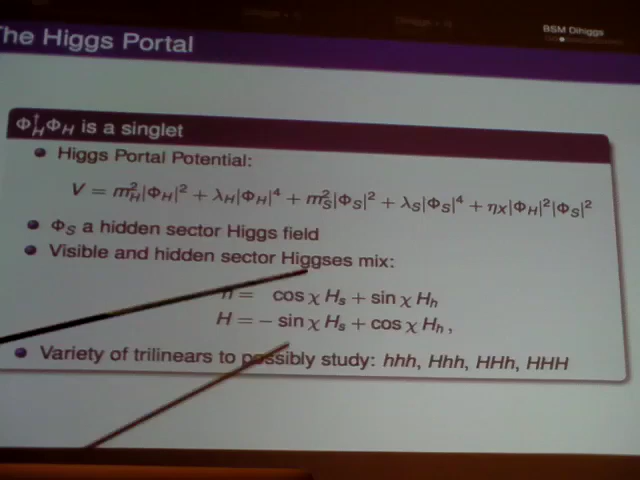 BSM Dihiggs
The Higgs Portal
Φ†HΦH is a singlet
Higgs Portal Potential:
V = m²H|ΦH|² + λH|ΦH|⁴ + m²S|ΦS|² + λS|ΦS|⁴ + ηχ|ΦH|²|ΦS|²
ΦS a hidden sector Higgs field
Visible and hidden sector Higgses mix:
h = cos χ Hs + sin χ Hh
H = − sin χ Hs + cos χ Hh,
Variety of trilinears to possibly study: hhh, Hhh, HHh, HHH